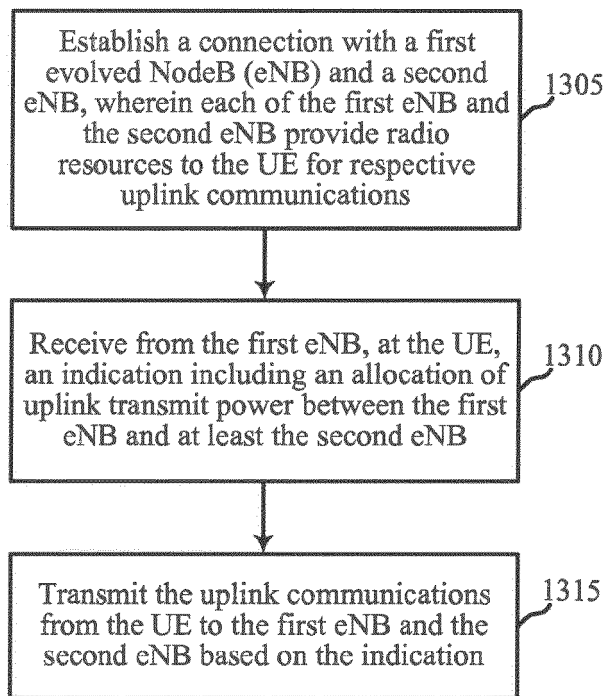 Establish a connection with a first
evolved NodeB (eNB) and a second
eNB, wherein each of the first eNB and
the second eNB provide radio
resources to the UE for respective
uplink communications
1305
Receive from the first eNB, at the UE,
an indication including an allocation of
uplink transmit power between the first
eNB and at least the second eNB
1310
Transmit the uplink communications
from the UE to the first eNB and the
second eNB based on the indication
1315